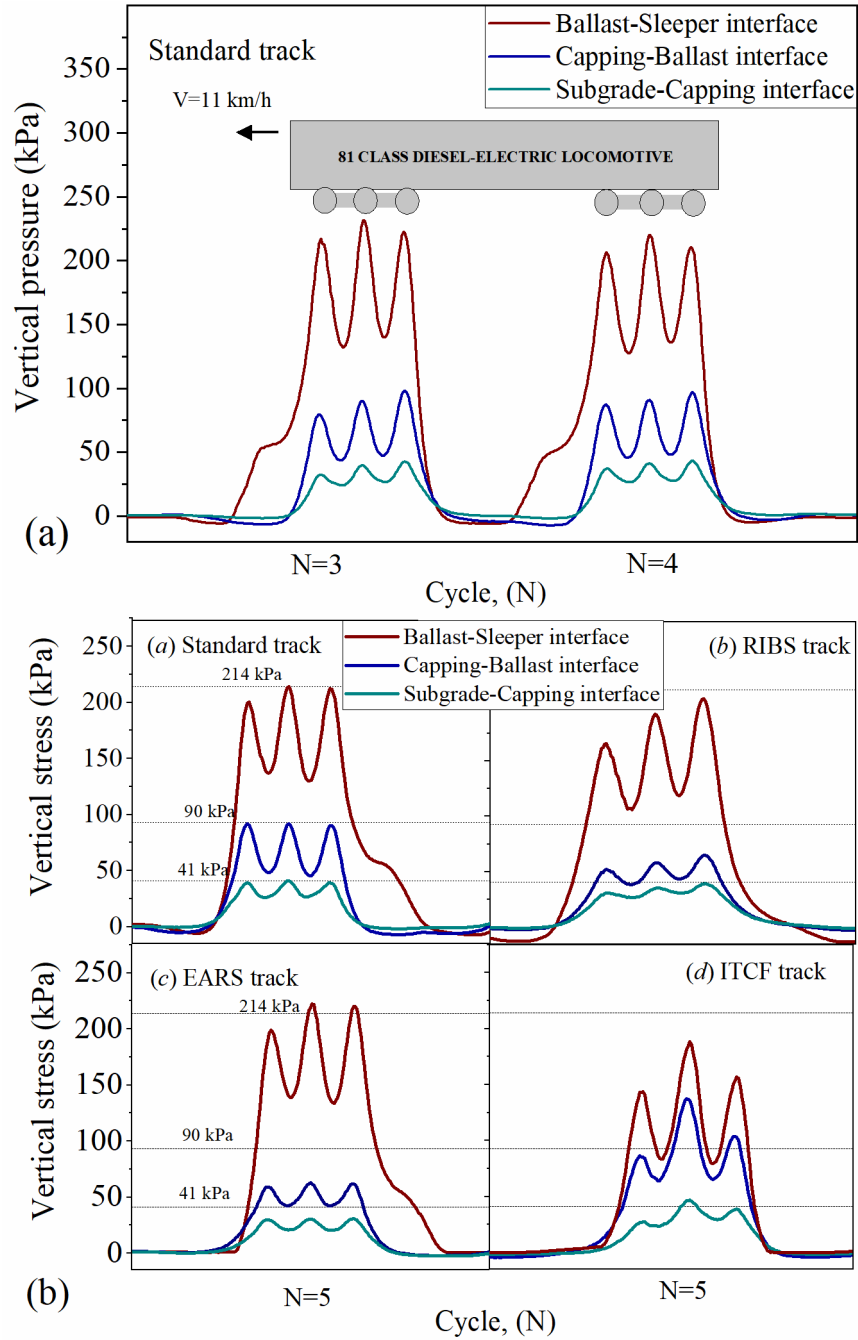 Ballast-Sleeper interface
Capping-Ballast interface
Subgrade-Capping interface
Standard track
V=11 km/h
81 CLASS DIESEL-ELECTRIC LOCOMOTIVE
Vertical pressure (kPa)
350
300
250
200
150
100
50
0
(a)
N=3
N=4
Cycle, (N)
Ballast-Sleeper interface
Capping-Ballast interface
Subgrade-Capping interface
(a) Standard track
(b) RIBS track
214 kPa
90 kPa
41 kPa
Vertical stress (kPa)
250
200
150
100
50
0
(c) EARS track
(d) ITCF track
214 kPa
90 kPa
41 kPa
Vertical stress (kPa)
250
200
150
100
50
0
(b)
N=5
N=5
Cycle, (N)